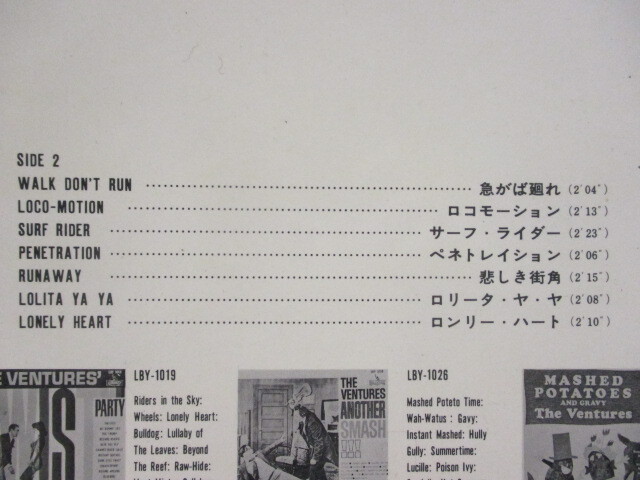 SIDE 2
WALK DON'T RUN 急がば廻れ (2′04″)
LOCO-MOTION ロコモーション (2′13″)
SURF RIDER サーフ・ライダー (2′23″)
PENETRATION ペネトレイション (2′06″)
RUNAWAY 悲しき街角 (2′15″)
LOLITA YA YA ロリータ・ヤ・ヤ (2′08″)
LONELY HEART ロンリー・ハート (2′10″)
VENTURES'
PARTY
LBY-1019
Riders in the Sky:
Wheels: Lonely Heart:
Bulldog: Lullaby of
The Leaves: Beyond
The Reef: Raw-Hide:
THE
VENTURES
ANOTHER
SMASH
LBY-1026
Mashed Potato Time:
Wah-Watus : Gavy:
Instant Mashed: Hully
Gully: Summertime:
Lucille: Poison Ivy:
MASHED
POTATOES
AND GRAVY
The Ventures